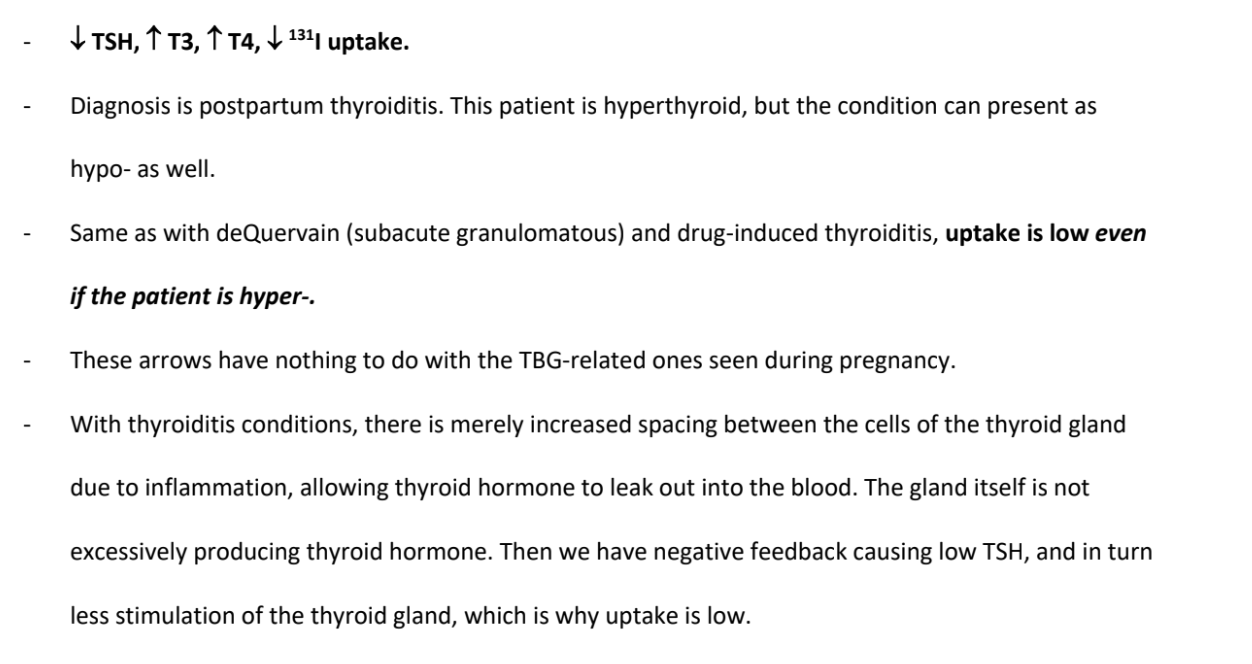 - ↓ TSH, ↑ T3, ↑ T4, ↓ ¹³¹I uptake.
- Diagnosis is postpartum thyroiditis. This patient is hyperthyroid, but the condition can present as
hypo- as well.
- Same as with deQuervain (subacute granulomatous) and drug-induced thyroiditis, uptake is low even
if the patient is hyper-.
- These arrows have nothing to do with the TBG-related ones seen during pregnancy.
- With thyroiditis conditions, there is merely increased spacing between the cells of the thyroid gland
due to inflammation, allowing thyroid hormone to leak out into the blood. The gland itself is not
excessively producing thyroid hormone. Then we have negative feedback causing low TSH, and in turn
less stimulation of the thyroid gland, which is why uptake is low.